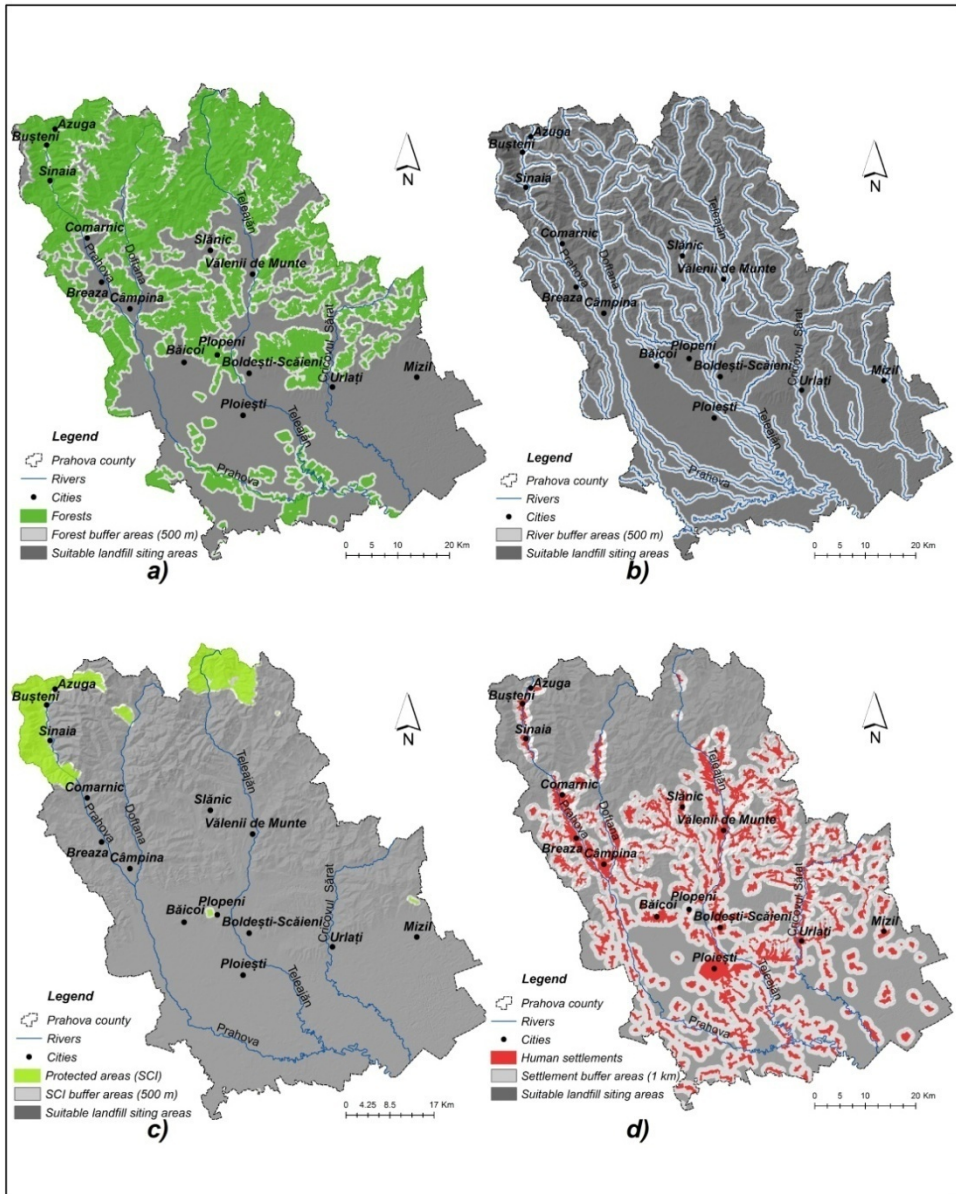 Azuga
Bușteni
Sinaia
Comarnic
Prahova
Doftana
Teleajăn
Slănic
Vălenii de Munte
Breaza
Câmpina
Plopeni
Băicoi
Boldești-Scăieni
Cricovul Sărat
Urlați
Mizil
Ploiești
Teleajăn
Prahova
N
Legend
Prahova county
Rivers
Cities
Forests
Forest buffer areas (500 m)
Suitable landfill siting areas
0 5 10 20 Km
a)
Azuga
Bușteni
Sinaia
Comarnic
Prahova
Teleajăn
Slănic
Vălenii de Munte
Breaza
Câmpina
Plopeni
Băicoi
Boldești-Scaieni
Cricovul Sărat
Urlați
Mizil
Ploiești
Teleajăn
Prahova
N
Legend
Prahova county
Rivers
Cities
River buffer areas (500 m)
Suitable landfill siting areas
0 5 10 20 Km
b)
Azuga
Bușteni
Sinaia
Comarnic
Prahova
Doftana
Teleajăn
Slănic
Vălenii de Munte
Breaza
Câmpina
Plopeni
Băicoi
Boldești-Scăieni
Cricovul Sărat
Urlați
Mizil
Ploiești
Teleajăn
Prahova
N
Legend
Prahova county
Rivers
Cities
Protected areas (SCI)
SCI buffer areas (500 m)
Suitable landfill siting areas
0 4.25 8.5 17 Km
c)
Azuga
Bușteni
Sinaia
Comarnic
Prahova
Doftana
Teleajăn
Slănic
Vălenii de Munte
Breaza
Câmpina
Plopeni
Băicoi
Boldești-Scăieni
Cricovul Sărat
Urlați
Mizil
Ploiești
Teleajăn
Prahova
N
Legend
Prahova county
Rivers
Cities
Human settlements
Settlement buffer areas (1 km)
Suitable landfill siting areas
0 5 10 20 Km
d)